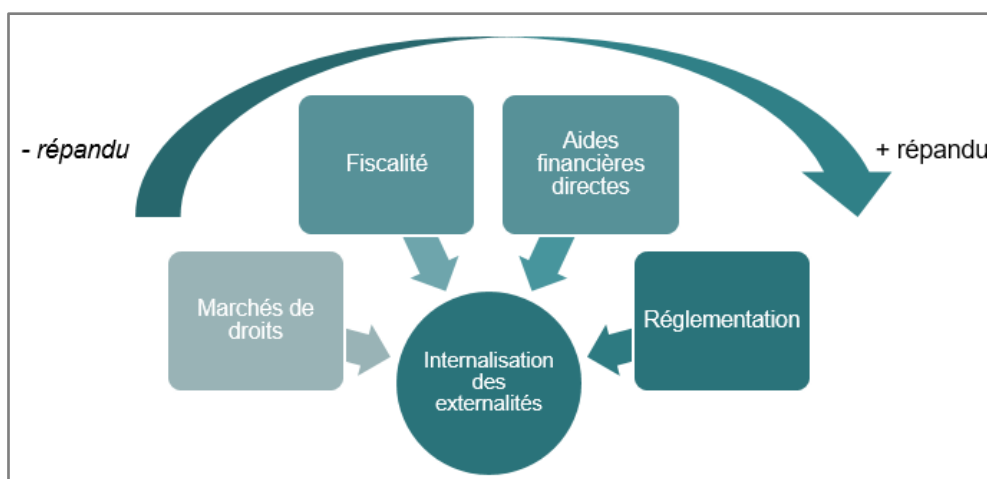 - répandu
Fiscalité
Aides
financières
directes
+ répandu
Marchés de
droits
Internalisation
des
externalités
Réglementation